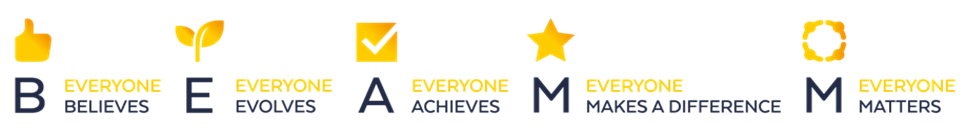 B EVERYONE BELIEVES
E EVERYONE EVOLVES
A EVERYONE ACHIEVES
M EVERYONE MAKES A DIFFERENCE
M EVERYONE MATTERS